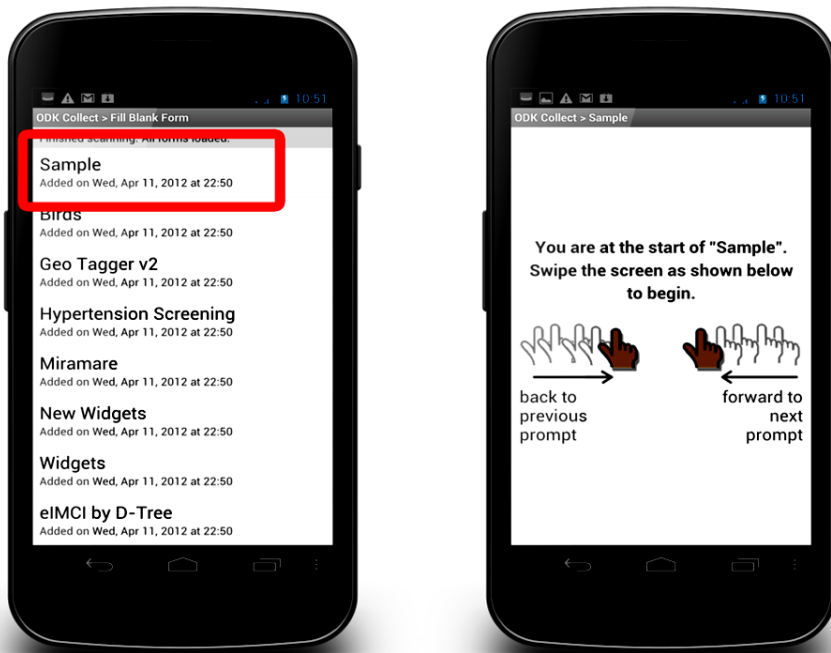 10:51
ODK Collect > Fill Blank Form
Finished scanning. All forms loaded.
Sample
Added on Wed, Apr 11, 2012 at 22:50
Birds
Added on Wed, Apr 11, 2012 at 22:50
Geo Tagger v2
Added on Wed, Apr 11, 2012 at 22:50
Hypertension Screening
Added on Wed, Apr 11, 2012 at 22:50
Miramare
Added on Wed, Apr 11, 2012 at 22:50
New Widgets
Added on Wed, Apr 11, 2012 at 22:50
Widgets
Added on Wed, Apr 11, 2012 at 22:50
eIMCI by D-Tree
Added on Wed, Apr 11, 2012 at 22:50
10:51
ODK Collect > Sample
You are at the start of "Sample".
Swipe the screen as shown below
to begin.
back to
previous
prompt
forward to
next
prompt